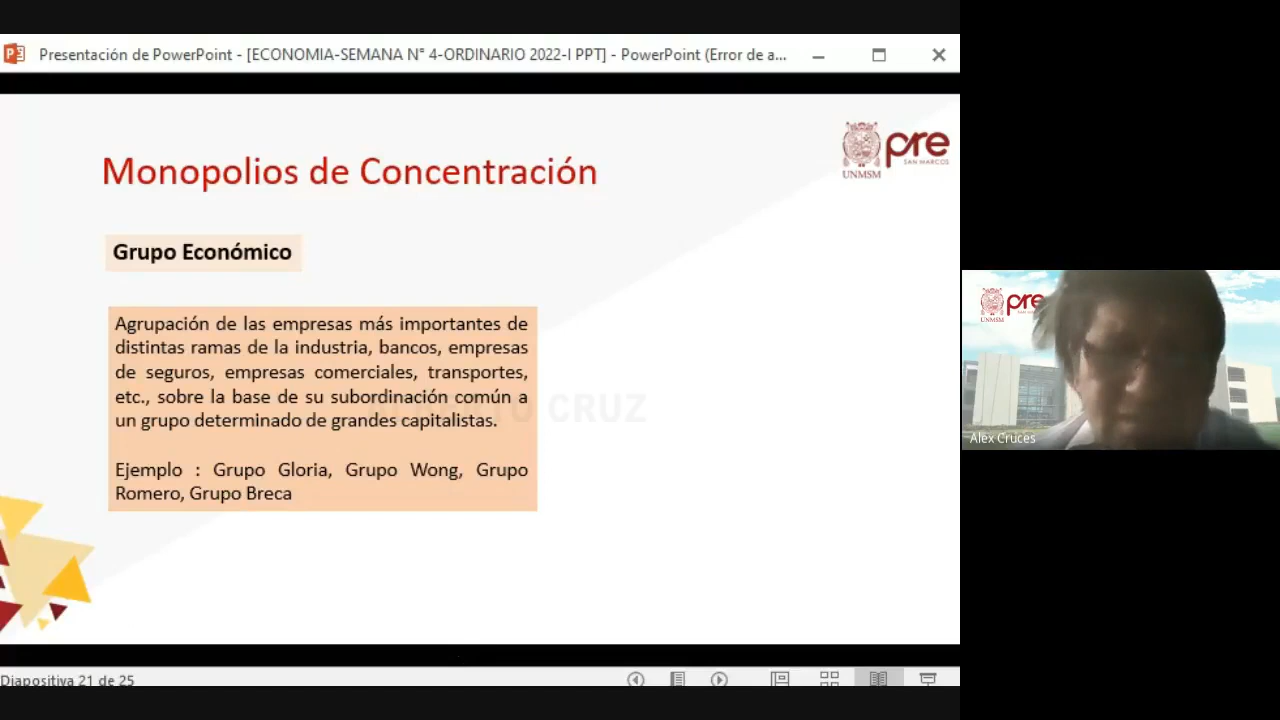 Presentación de PowerPoint - [ECONOMIA-SEMANA N° 4-ORDINARIO 2022-I PPT] - PowerPoint (Error de a...
pre
SAN MARCOS
UNMSM
Monopolios de Concentración
Grupo Económico
Agrupación de las empresas más importantes de
distintas ramas de la industria, bancos, empresas
de seguros, empresas comerciales, transportes,
etc., sobre la base de su subordinación común a
un grupo determinado de grandes capitalistas.
CRUZ
Ejemplo : Grupo Gloria, Grupo Wong, Grupo
Romero, Grupo Breca
pre
UNMSM
Alex Cruces
Diapositiva 21 de 25